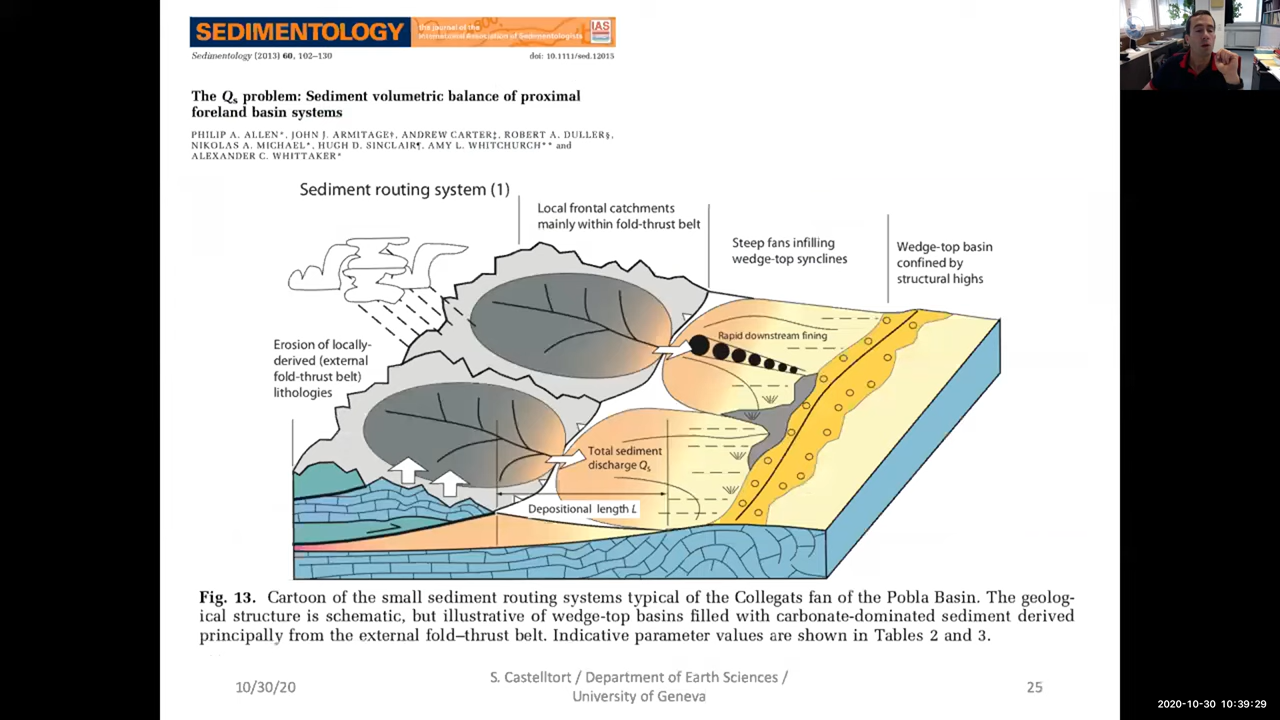 SEDIMENTOLOGY
the journal of the
International Association of Sedimentologists
IAS
Sedimentology (2013) 60, 102–130
doi: 10.1111/sed.12015
The Qs problem: Sediment volumetric balance of proximal
foreland basin systems
PHILIP A. ALLEN*, JOHN J. ARMITAGE†, ANDREW CARTER‡, ROBERT A. DULLER§,
NIKOLAS A. MICHAEL*, HUGH D. SINCLAIR¶, AMY L. WHITCHURCH** and
ALEXANDER C. WHITTAKER*
Sediment routing system (1)
Local frontal catchments
mainly within fold-thrust belt
Steep fans infilling
wedge-top synclines
Wedge-top basin
confined by
structural highs
Rapid downstream fining
Erosion of locally-
derived (external
fold-thrust belt)
lithologies
Total sediment
discharge Qs
Depositional length L
Fig. 13. Cartoon of the small sediment routing systems typical of the Collegats fan of the Pobla Basin. The geolog-
ical structure is schematic, but illustrative of wedge-top basins filled with carbonate-dominated sediment derived
principally from the external fold–thrust belt. Indicative parameter values are shown in Tables 2 and 3.
10/30/20
S. Castelltort / Department of Earth Sciences /
University of Geneva
25
2020-10-30 10:39:29